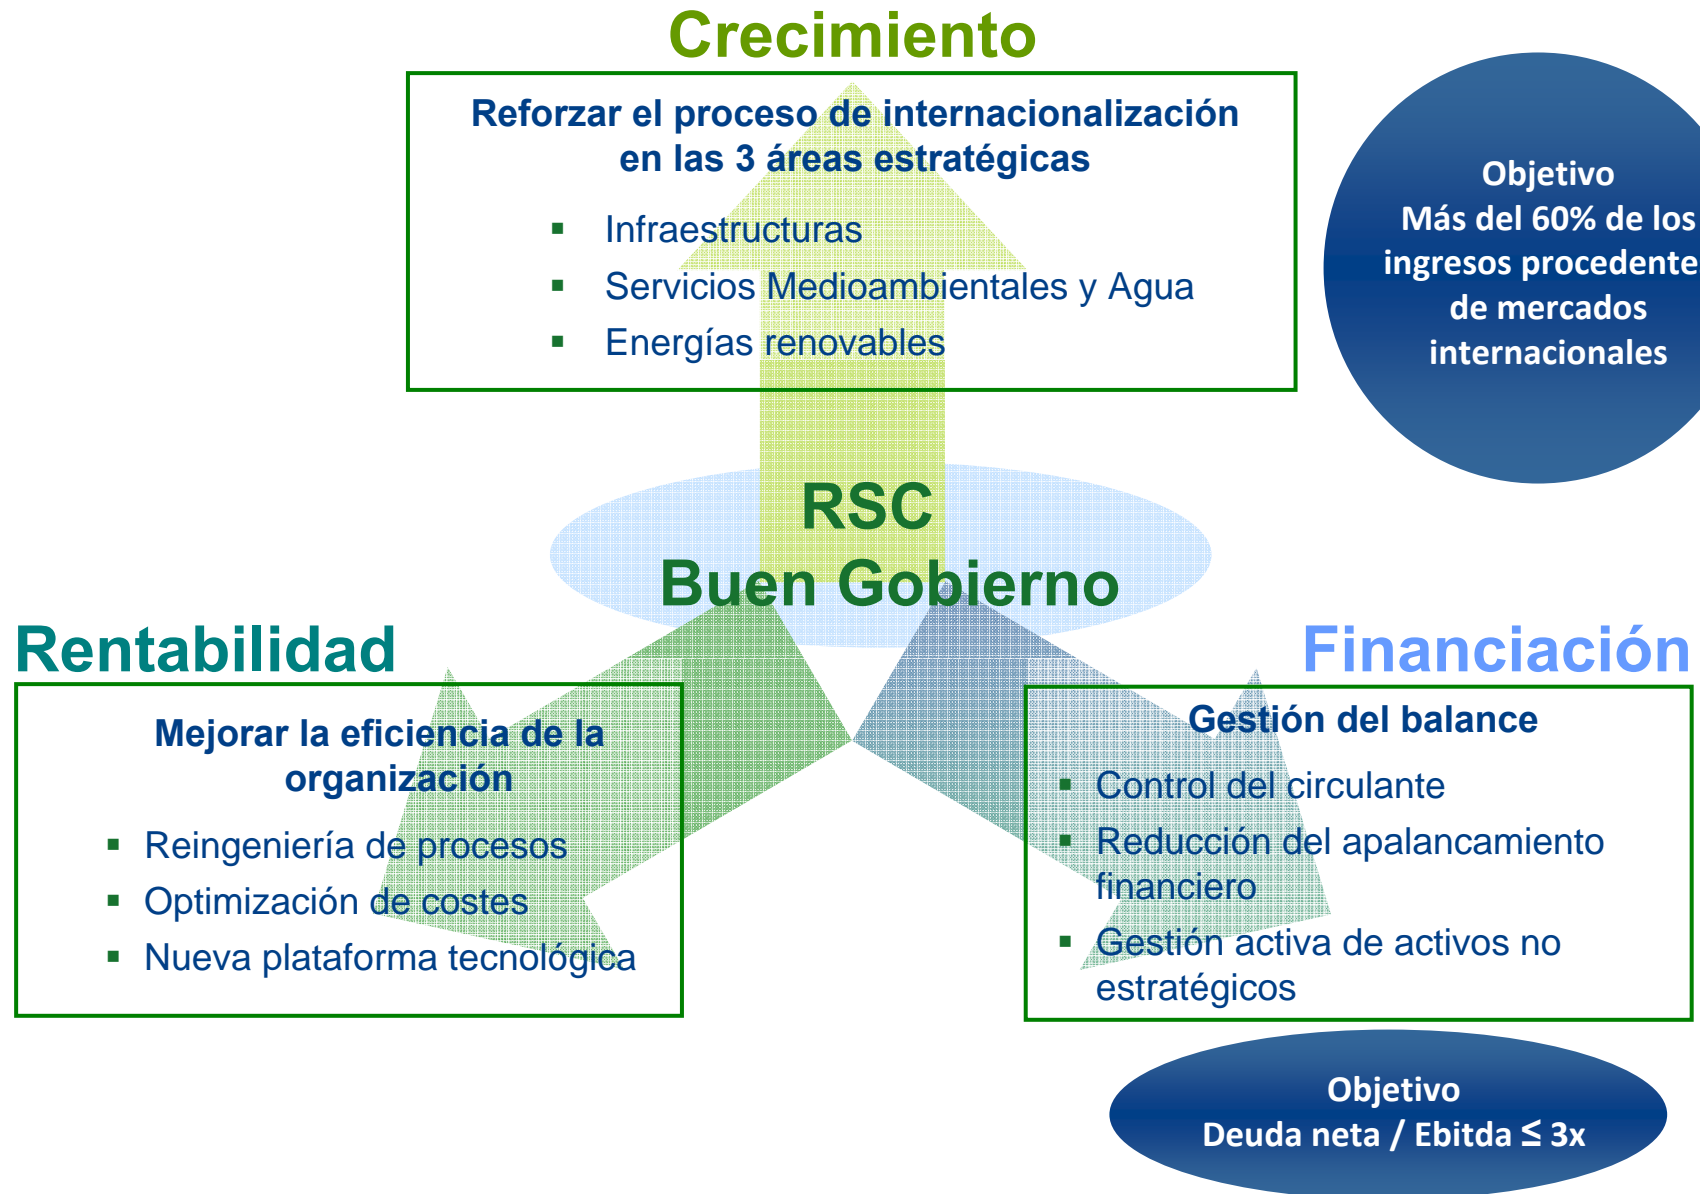 Crecimiento
Reforzar el proceso de internacionalización
en las 3 áreas estratégicas
▪ Infraestructuras
▪ Servicios Medioambientales y Agua
▪ Energías renovables
Objetivo
Más del 60% de los
ingresos procedente
de mercados
internacionales
RSC
Buen Gobierno
Rentabilidad
Mejorar la eficiencia de la
organización
▪ Reingeniería de procesos
▪ Optimización de costes
▪ Nueva plataforma tecnológica
Financiación
Gestión del balance
▪ Control del circulante
▪ Reducción del apalancamiento
financiero
▪ Gestión activa de activos no
estratégicos
Objetivo
Deuda neta / Ebitda ≤ 3x